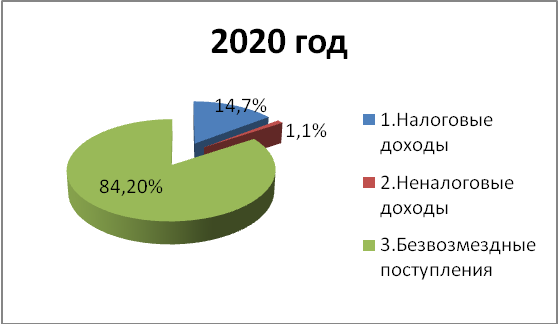 2020 год
14,7%
1,1%
84,20%
1.Налоговые
доходы
2.Неналоговые
доходы
3.Безвозмездные
поступления